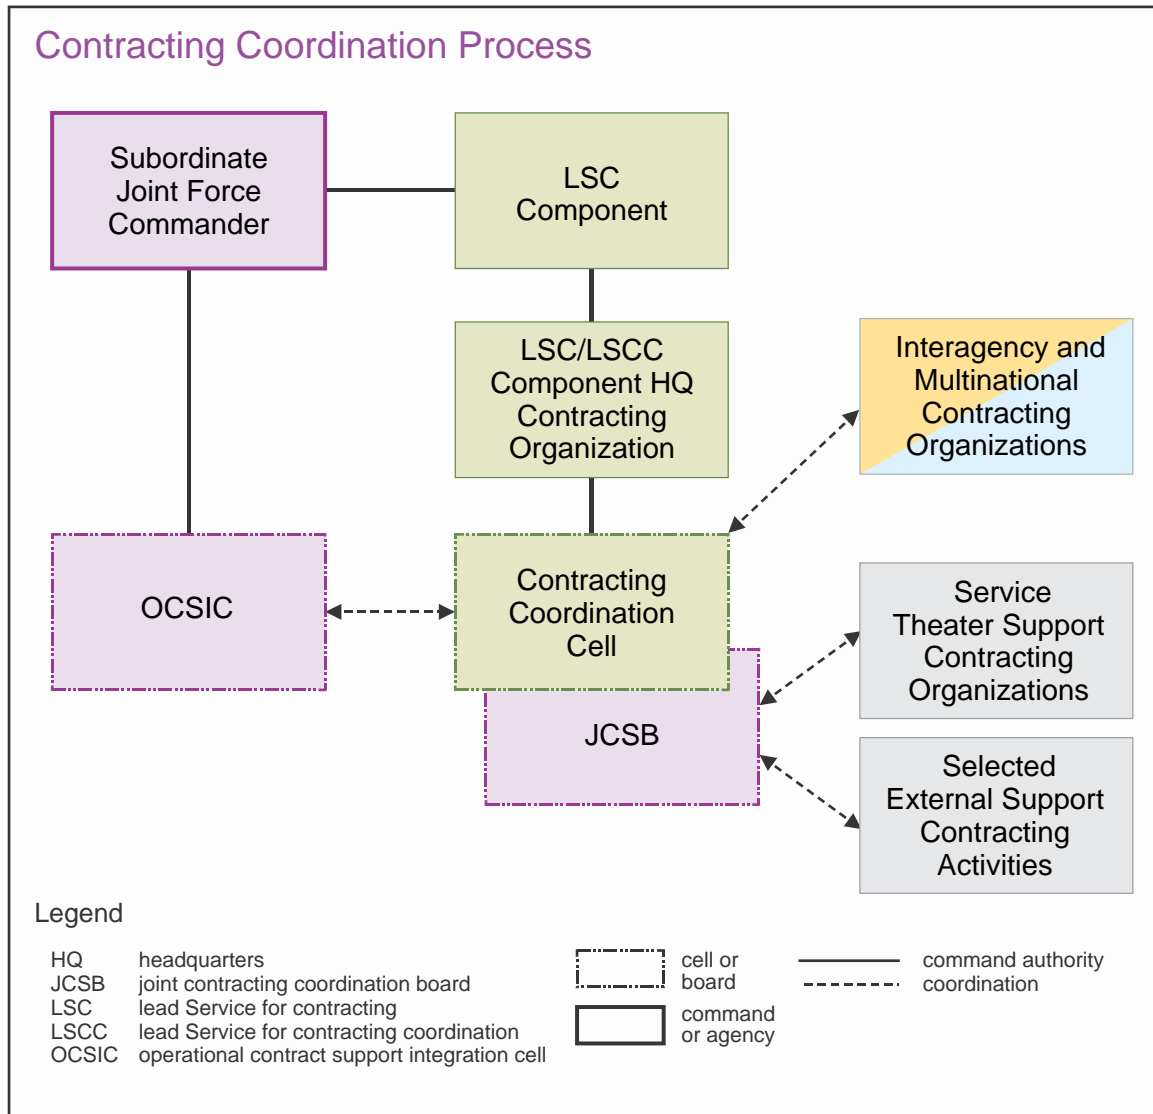 Contracting Coordination Process
Subordinate
Joint Force
Commander
LSC
Component
LSC/LSCC
Component HQ
Contracting
Organization
Interagency and
Multinational
Contracting
Organizations
OCSIC
Contracting
Coordination
Cell
JCSB
Service
Theater Support
Contracting
Organizations
Selected
External Support
Contracting
Activities
Legend
HQ headquarters
JCSB joint contracting coordination board
LSC lead Service for contracting
LSCC lead Service for contracting coordination
OCSIC operational contract support integration cell
cell or
board
command
or agency
command authority
coordination